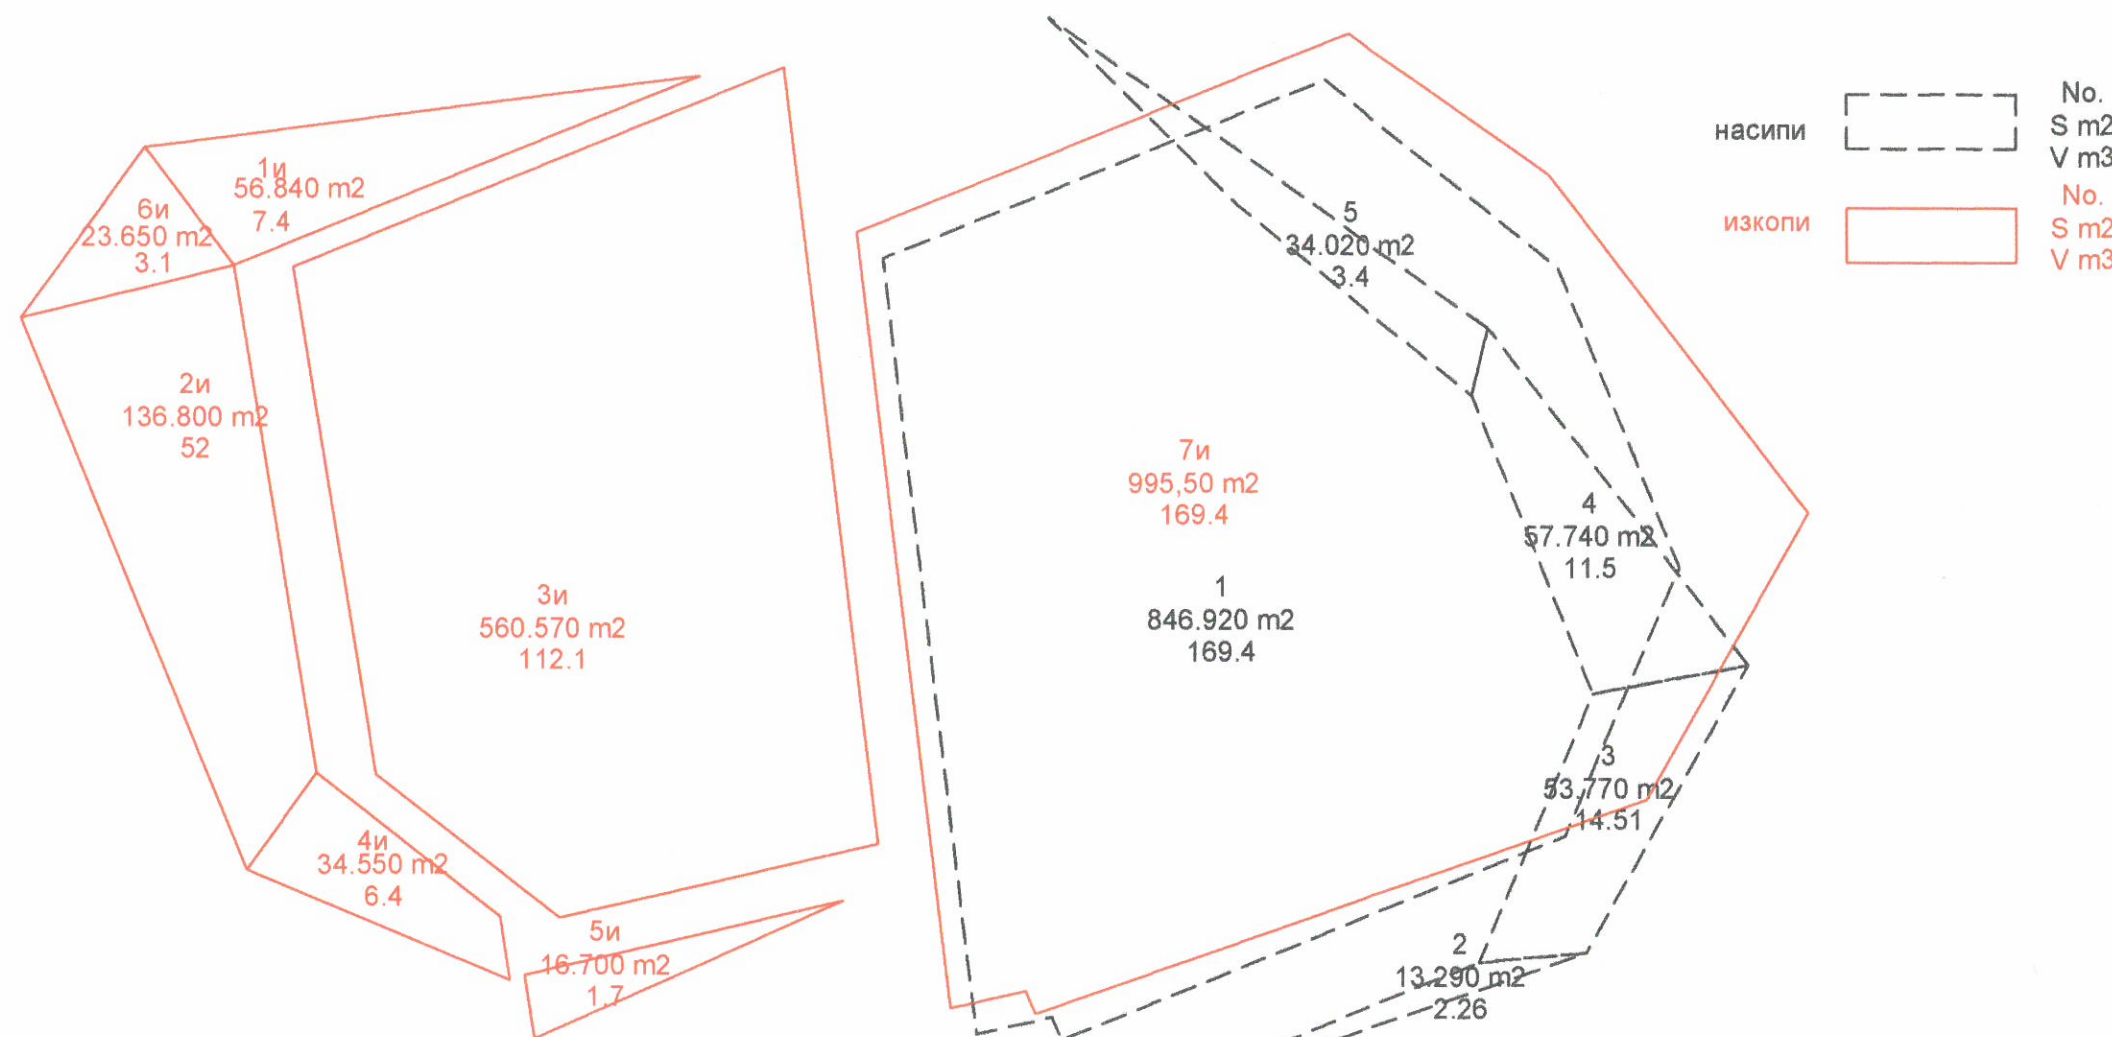 1и
56.840 m2
7.4
6и
23.650 m2
3.1
2и
136.800 m2
52
3и
560.570 m2
112.1
4и
34.550 m2
6.4
5и
16.700 m2
1.7
5
34.020 m2
3.4
7и
995,50 m2
169.4
1
846.920 m2
169.4
4
57.740 m2
11.5
3
53.770 m2
14.51
2
13.290 m2
2.26
насипи
No.
S m2
V m3
изкопи
No.
S m2
V m3